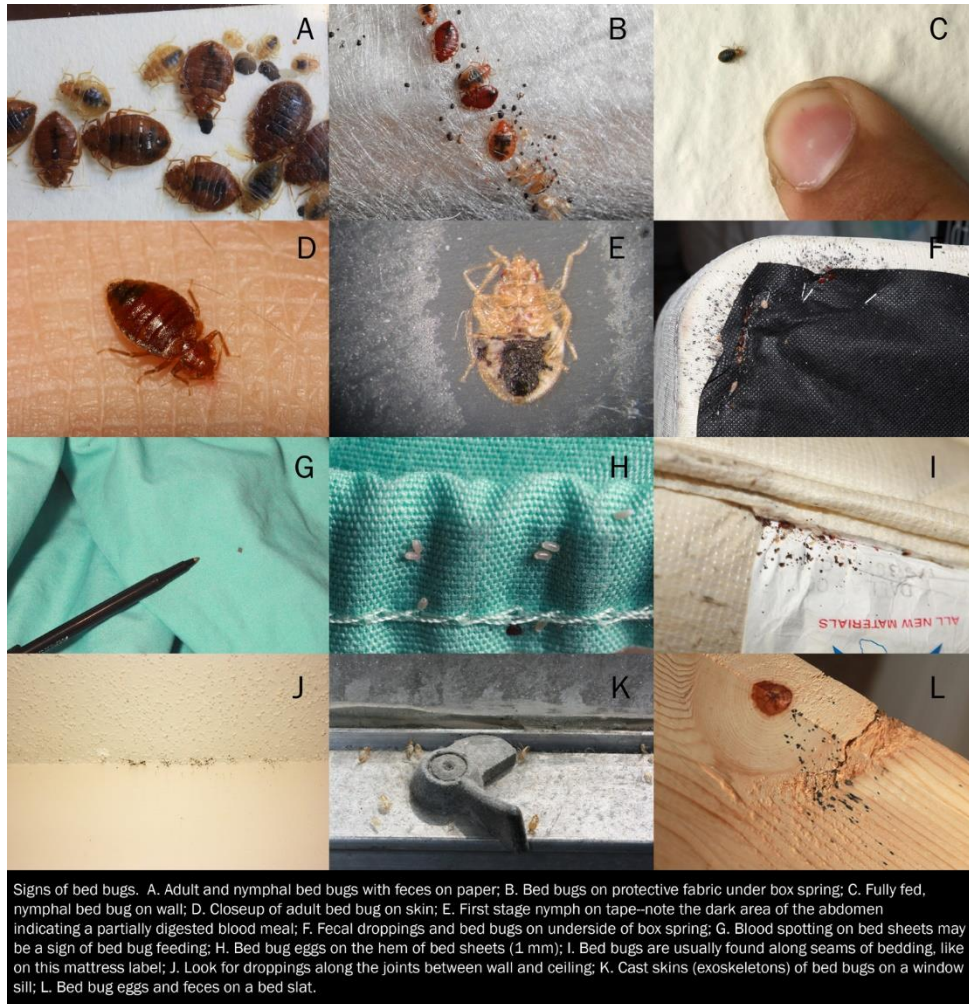 A
B
C
D
E
F
G
H
I
ALL NEW MATERIALS
J
K
L
Signs of bed bugs. A. Adult and nymphal bed bugs with feces on paper; B. Bed bugs on protective fabric under box spring; C. Fully fed,
nymphal bed bug on wall; D. Closeup of adult bed bug on skin; E. First stage nymph on tape--note the dark area of the abdomen
indicating a partially digested blood meal; F. Fecal droppings and bed bugs on underside of box spring; G. Blood spotting on bed sheets may
be a sign of bed bug feeding; H. Bed bug eggs on the hem of bed sheets (1 mm); I. Bed bugs are usually found along seams of bedding, like
on this mattress label; J. Look for droppings along the joints between wall and ceiling; K. Cast skins (exoskeletons) of bed bugs on a window
sill; L. Bed bug eggs and feces on a bed slat.